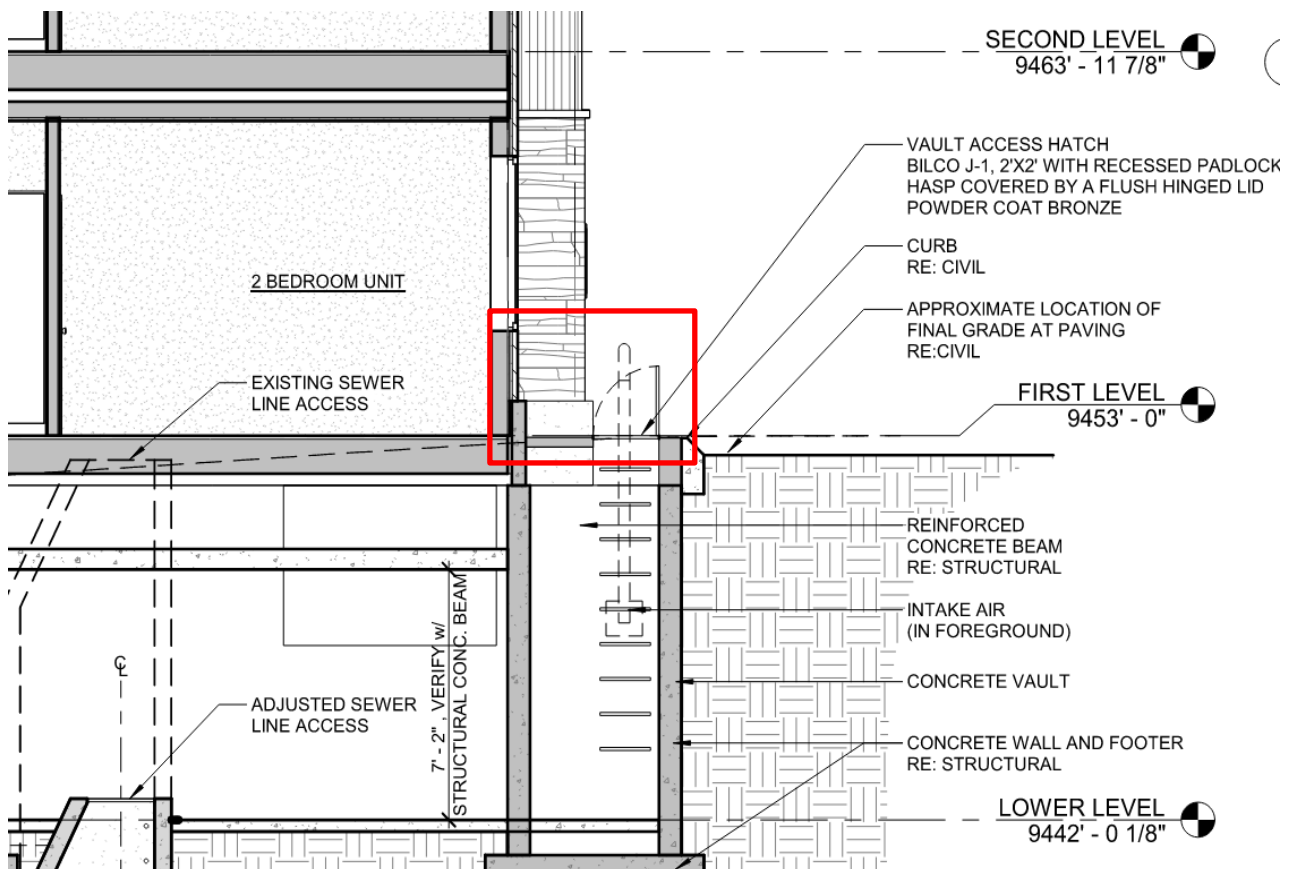 SECOND LEVEL
9463' - 11 7/8"
VAULT ACCESS HATCH
BILCO J-1, 2'X2' WITH RECESSED PADLOCK
HASP COVERED BY A FLUSH HINGED LID
POWDER COAT BRONZE
CURB
RE: CIVIL
2 BEDROOM UNIT
APPROXIMATE LOCATION OF
FINAL GRADE AT PAVING
RE:CIVIL
EXISTING SEWER
LINE ACCESS
FIRST LEVEL
9453' - 0"
REINFORCED
CONCRETE BEAM
RE: STRUCTURAL
7' - 2" , VERIFY w/
STRUCTURAL CONC. BEAM
INTAKE AIR
(IN FOREGROUND)
℄
CONCRETE VAULT
ADJUSTED SEWER
LINE ACCESS
CONCRETE WALL AND FOOTER
RE: STRUCTURAL
LOWER LEVEL
9442' - 0 1/8"